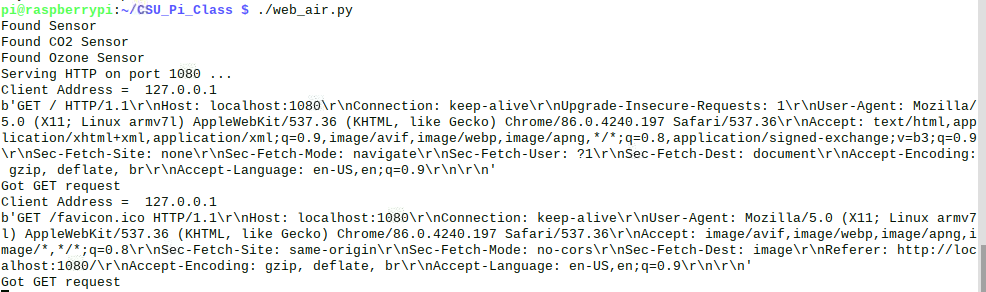 pi@raspberrypi:~/CSU_Pi_Class $ ./web_air.py
Found Sensor
Found CO2 Sensor
Found Ozone Sensor
Serving HTTP on port 1080 ...
Client Address =  127.0.0.1
b'GET / HTTP/1.1\r\nHost: localhost:1080\r\nConnection: keep-alive\r\nUpgrade-Insecure-Requests: 1\r\nUser-Agent: Mozilla/
5.0 (X11; Linux armv7l) AppleWebKit/537.36 (KHTML, like Gecko) Chrome/86.0.4240.197 Safari/537.36\r\nAccept: text/html,app
lication/xhtml+xml,application/xml;q=0.9,image/avif,image/webp,image/apng,*/*;q=0.8,application/signed-exchange;v=b3;q=0.9
\r\nSec-Fetch-Site: none\r\nSec-Fetch-Mode: navigate\r\nSec-Fetch-User: ?1\r\nSec-Fetch-Dest: document\r\nAccept-Encoding:
 gzip, deflate, br\r\nAccept-Language: en-US,en;q=0.9\r\n\r\n'
Got GET request
Client Address =  127.0.0.1
b'GET /favicon.ico HTTP/1.1\r\nHost: localhost:1080\r\nConnection: keep-alive\r\nUser-Agent: Mozilla/5.0 (X11; Linux armv7
l) AppleWebKit/537.36 (KHTML, like Gecko) Chrome/86.0.4240.197 Safari/537.36\r\nAccept: image/avif,image/webp,image/apng,i
mage/*,*/*;q=0.8\r\nSec-Fetch-Site: same-origin\r\nSec-Fetch-Mode: no-cors\r\nSec-Fetch-Dest: image\r\nReferer: http://loc
alhost:1080/\r\nAccept-Encoding: gzip, deflate, br\r\nAccept-Language: en-US,en;q=0.9\r\n\r\n'
Got GET request